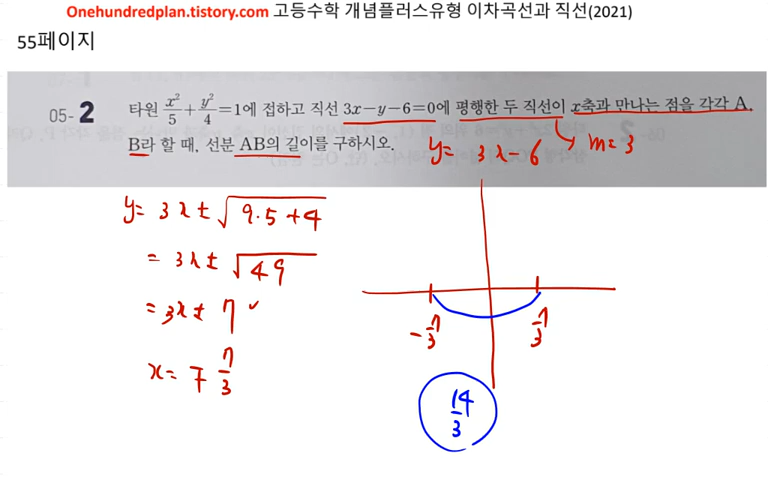 Onehundredplan.tistory.com 고등수학 개념플러스유형 이차곡선과 직선(2021)
55페이지
05-2 타원 x²/5 + y²/4 = 1에 접하고 직선 3x-y-6=0에 평행한 두 직선이 x축과 만나는 점을 각각 A,
B라 할 때, 선분 AB의 길이를 구하시오.
y= 3x-6 → m=3
y= 3x ± √(9·5+4)
= 3x ± √49
= 3x ± 7 ✓
x= ∓ 7/3
-7/3 7/3
14/3